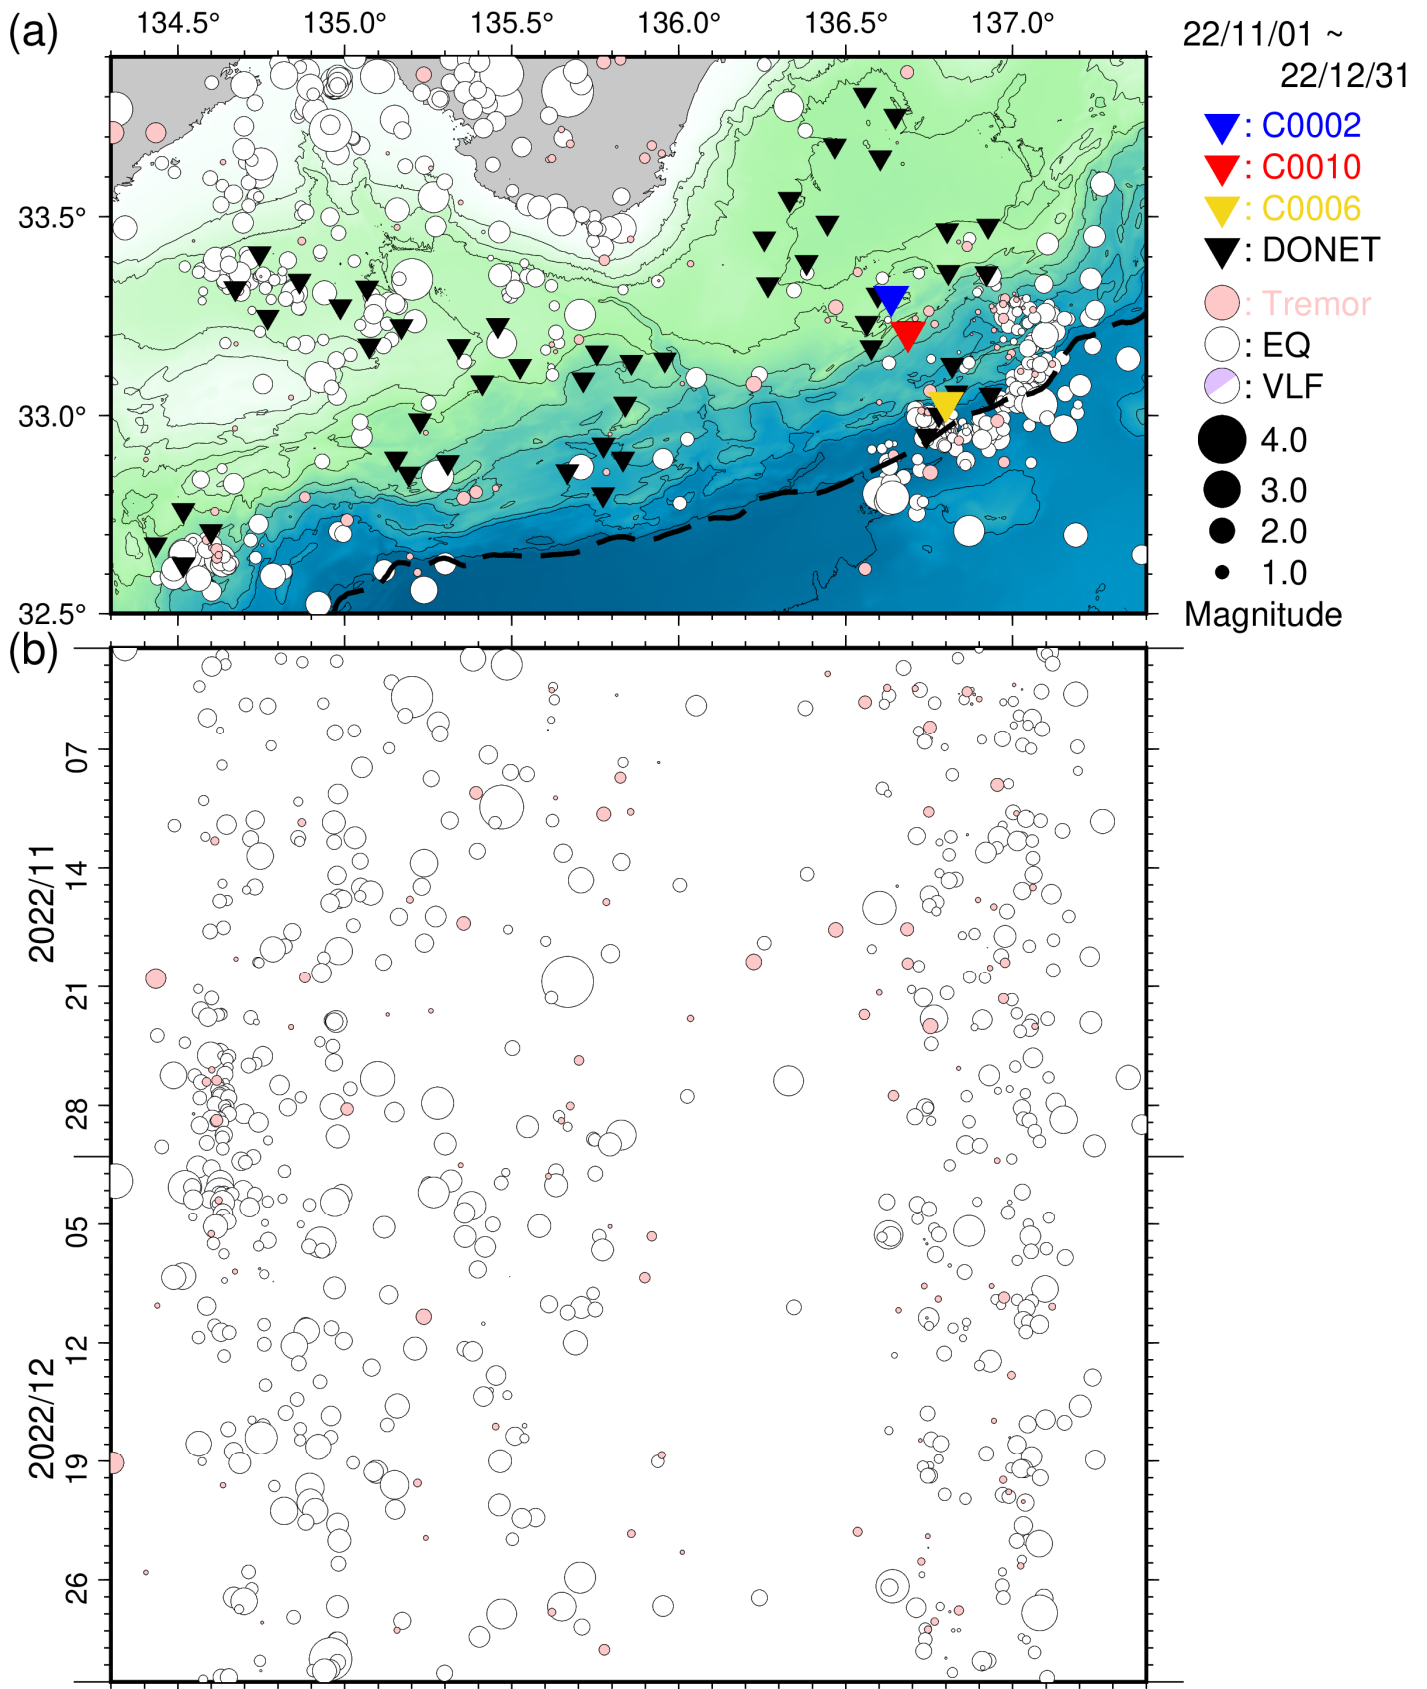 (a)
134.5° 135.0° 135.5° 136.0° 136.5° 137.0°
33.5°
33.0°
32.5°
22/11/01 ~
22/12/31
: C0002
: C0010
: C0006
: DONET
: Tremor
: EQ
: VLF
4.0
3.0
2.0
1.0
Magnitude
(b)
07
14
21
28
05
12
19
26
2022/11
2022/12